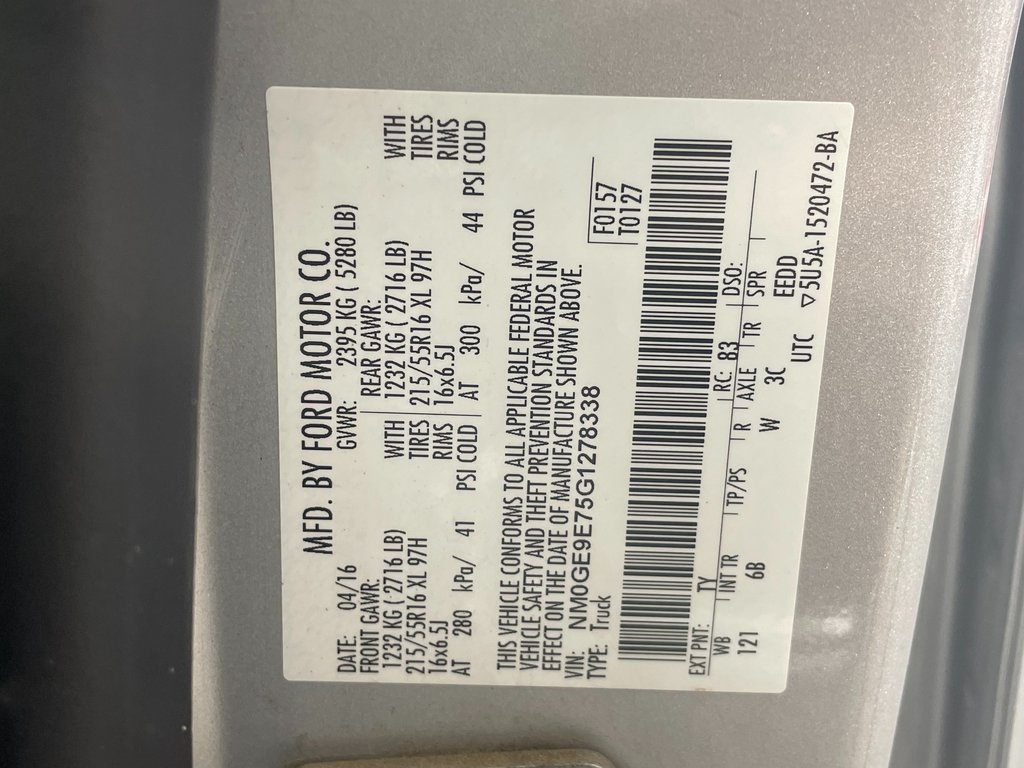 MFD. BY FORD MOTOR CO.
DATE: 04/16 GVWR: 2395 KG ( 5280 LB)
FRONT GAWR: REAR GAWR:
1232 KG ( 2716 LB) WITH 1232 KG ( 2716 LB) WITH
215/55R16 XL 97H TIRES 215/55R16 XL 97H TIRES
16x6.5J RIMS 16x6.5J RIMS
AT 280 kPa/ 41 PSI COLD AT 300 kPa/ 44 PSI COLD
THIS VEHICLE CONFORMS TO ALL APPLICABLE FEDERAL MOTOR
VEHICLE SAFETY AND THEFT PREVENTION STANDARDS IN
EFFECT ON THE DATE OF MANUFACTURE SHOWN ABOVE.
VIN: NM0GE9E75G1278338
TYPE: Truck
F0157
T0127
EXT PNT: TY RC: B3 DSO:
WB INT TR TP/PS R AXLE TR SPR
121 6B W 3C EEDD
UTC ▽5U5A-1520472-BA